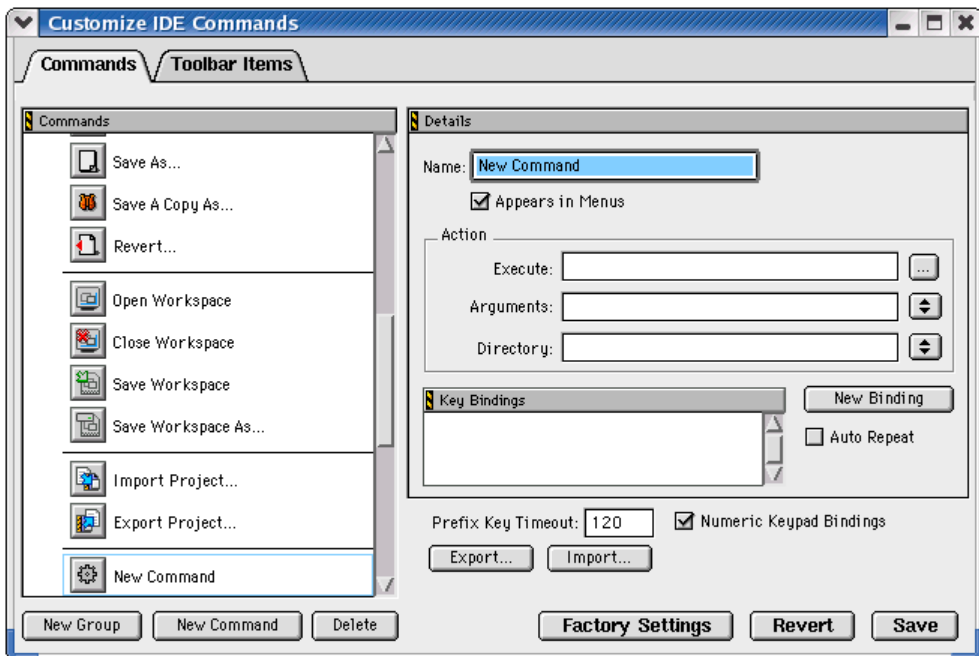 Customize IDE Commands
Commands
Toolbar Items
Commands
Save As...
Save A Copy As...
Revert...
Open Workspace
Close Workspace
Save Workspace
Save Workspace As...
Import Project...
Export Project...
New Command
Details
Name: New Command
Appears in Menus
Action
Execute:
...
Arguments:
Directory:
Key Bindings
New Binding
Auto Repeat
Prefix Key Timeout: 120
Numeric Keypad Bindings
Export...
Import...
New Group
New Command
Delete
Factory Settings
Revert
Save